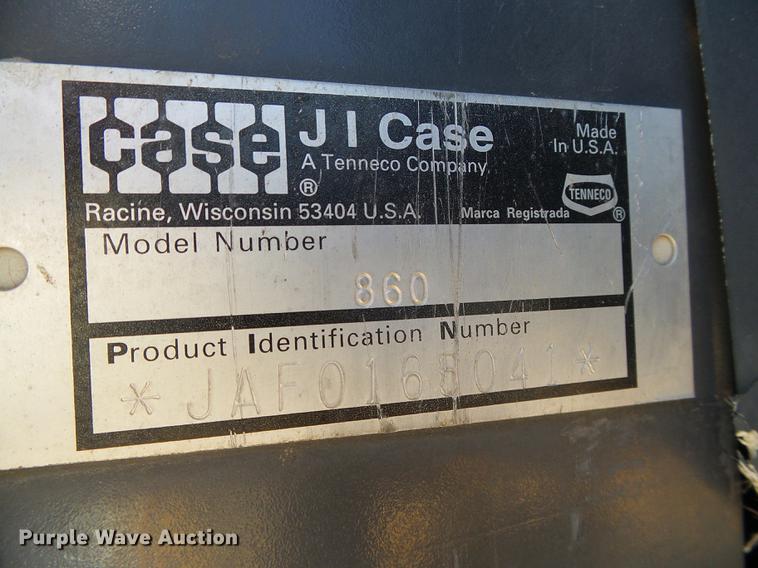 case
J I Case
A Tenneco Company
®
Made
In U.S.A.
TENNECO
®
Racine, Wisconsin 53404 U.S.A.
Marca Registrada
Model Number
860
Product Identification Number
*JAF0168041*
Purple Wave Auction